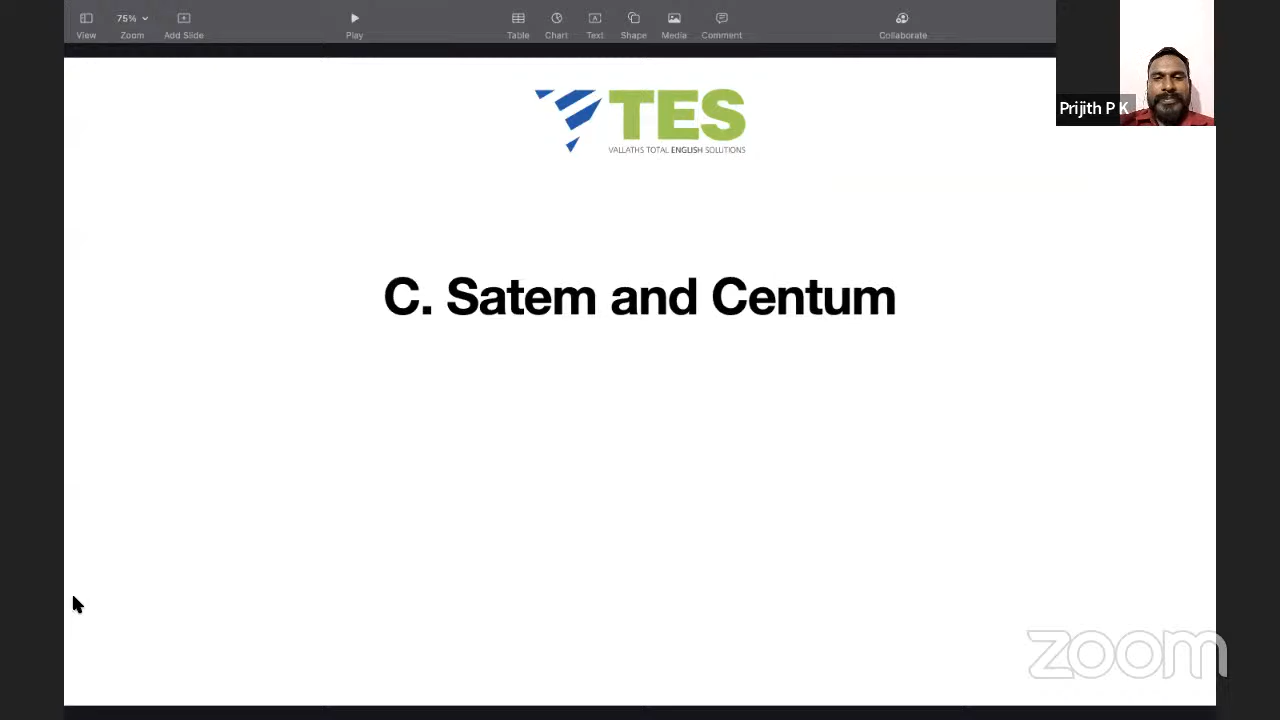 75%
View
Zoom
Add Slide
Play
Table
Chart
Text
Shape
Media
Comment
Collaborate
Prijith P K
TES
VALLATHS TOTAL ENGLISH SOLUTIONS
C. Satem and Centum
zoom